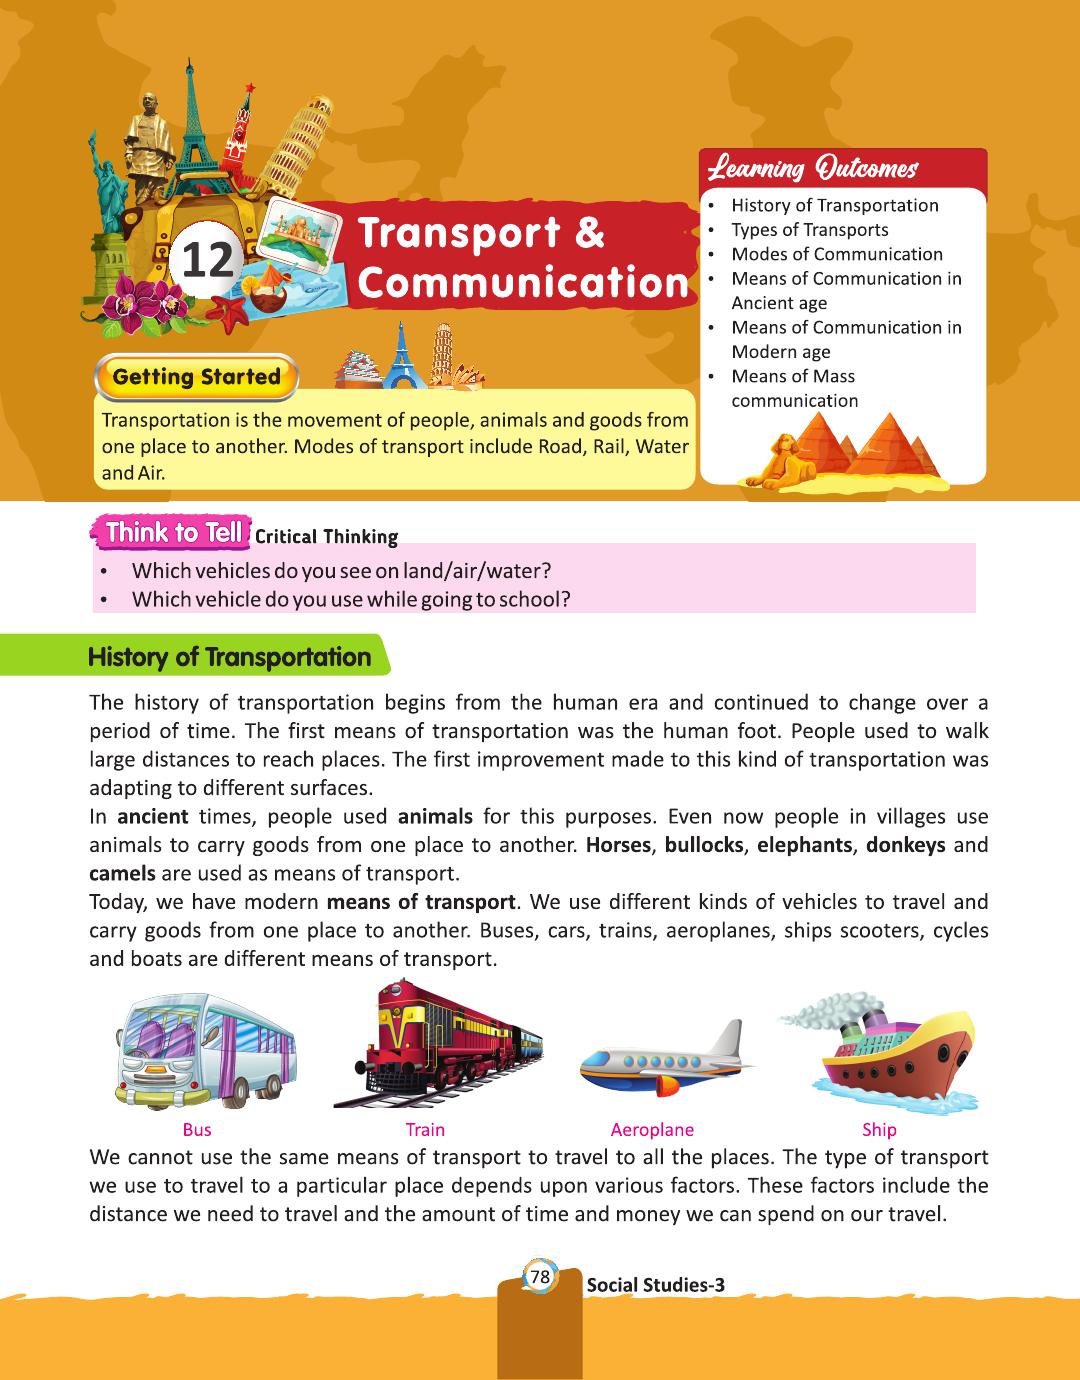 12
Transport &
Communication
Learning Outcomes
• History of Transportation
• Types of Transports
• Modes of Communication
• Means of Communication in
Ancient age
• Means of Communication in
Modern age
• Means of Mass
communication
Getting Started
Transportation is the movement of people, animals and goods from
one place to another. Modes of transport include Road, Rail, Water
and Air.
Think to Tell Critical Thinking
• Which vehicles do you see on land/air/water?
• Which vehicle do you use while going to school?
History of Transportation
The history of transportation begins from the human era and continued to change over a
period of time. The first means of transportation was the human foot. People used to walk
large distances to reach places. The first improvement made to this kind of transportation was
adapting to different surfaces.
In ancient times, people used animals for this purposes. Even now people in villages use
animals to carry goods from one place to another. Horses, bullocks, elephants, donkeys and
camels are used as means of transport.
Today, we have modern means of transport. We use different kinds of vehicles to travel and
carry goods from one place to another. Buses, cars, trains, aeroplanes, ships scooters, cycles
and boats are different means of transport.
Bus Train Aeroplane Ship
We cannot use the same means of transport to travel to all the places. The type of transport
we use to travel to a particular place depends upon various factors. These factors include the
distance we need to travel and the amount of time and money we can spend on our travel.
78 Social Studies-3